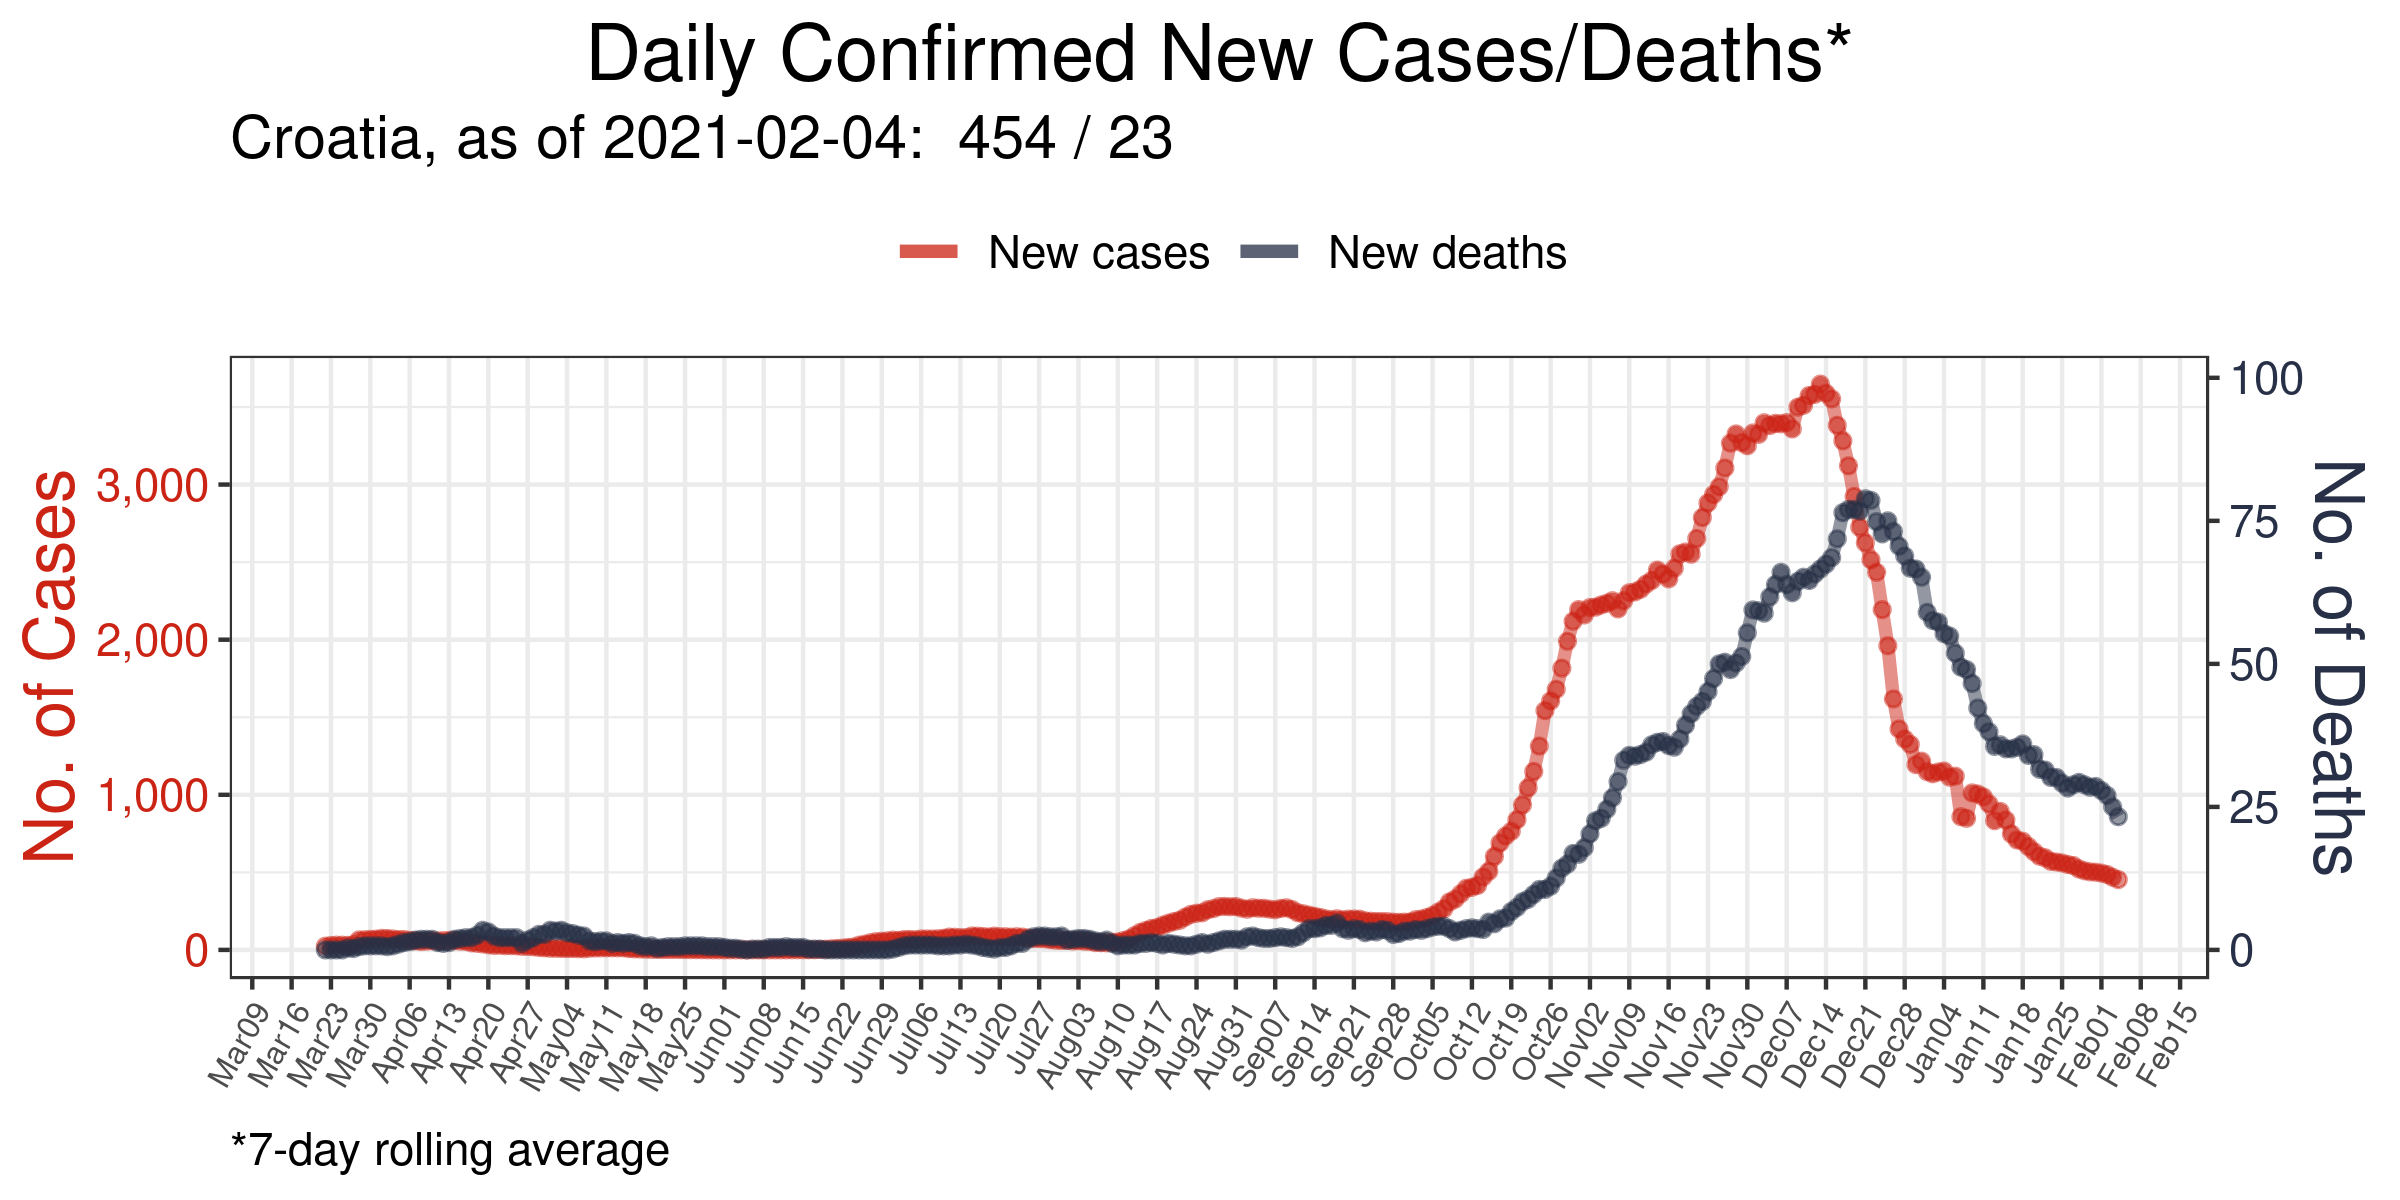 Daily Confirmed New Cases/Deaths*
Croatia, as of 2021-02-04:  454 / 23
New cases
New deaths
No. of Cases
3,000
2,000
1,000
0
100
75
50
25
0
No. of Deaths
Mar09
Mar16
Mar23
Mar30
Apr06
Apr13
Apr20
Apr27
May04
May11
May18
May25
Jun01
Jun08
Jun15
Jun22
Jun29
Jul06
Jul13
Jul20
Jul27
Aug03
Aug10
Aug17
Aug24
Aug31
Sep07
Sep14
Sep21
Sep28
Oct05
Oct12
Oct19
Oct26
Nov02
Nov09
Nov16
Nov23
Nov30
Dec07
Dec14
Dec21
Dec28
Jan04
Jan11
Jan18
Jan25
Feb01
Feb08
Feb15
*7-day rolling average